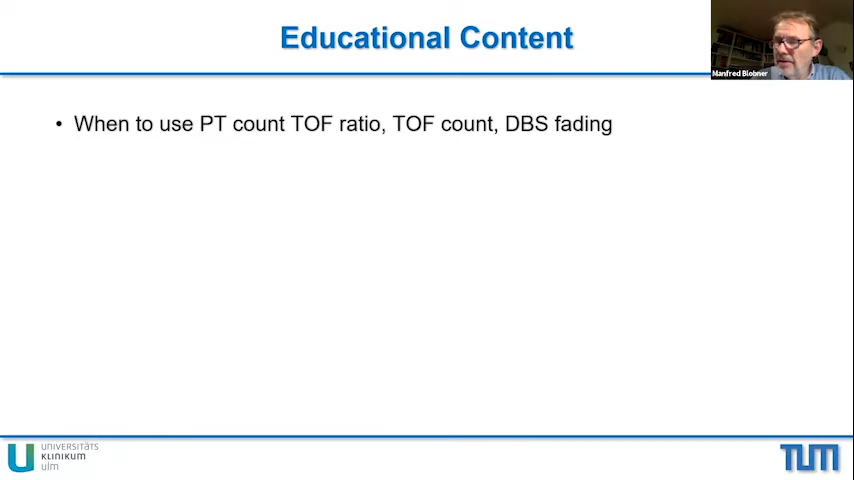 Educational Content
Manfred Blobner
• When to use PT count TOF ratio, TOF count, DBS fading
UNIVERSITÄTS
KLINIKUM
ulm
TUM